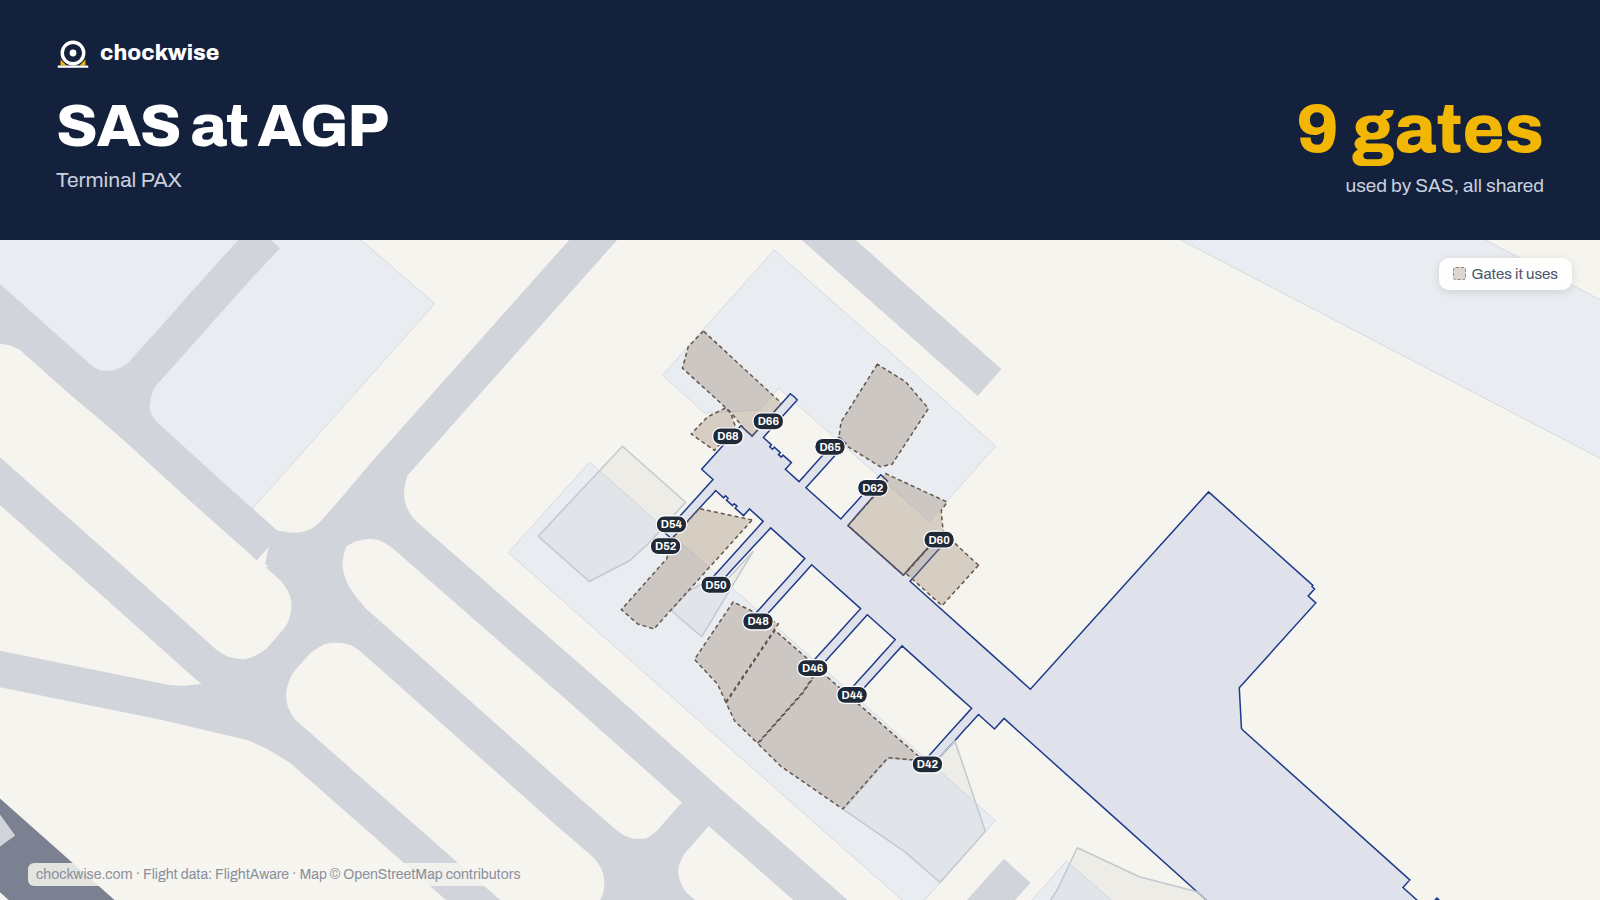 chockwise
SAS at AGP
Terminal PAX
9 gates
used by SAS, all shared
Gates it uses
D66
D68
D65
D62
D54
D52
D60
D50
D48
D46
D44
D42
chockwise.com · Flight data: FlightAware · Map © OpenStreetMap contributors